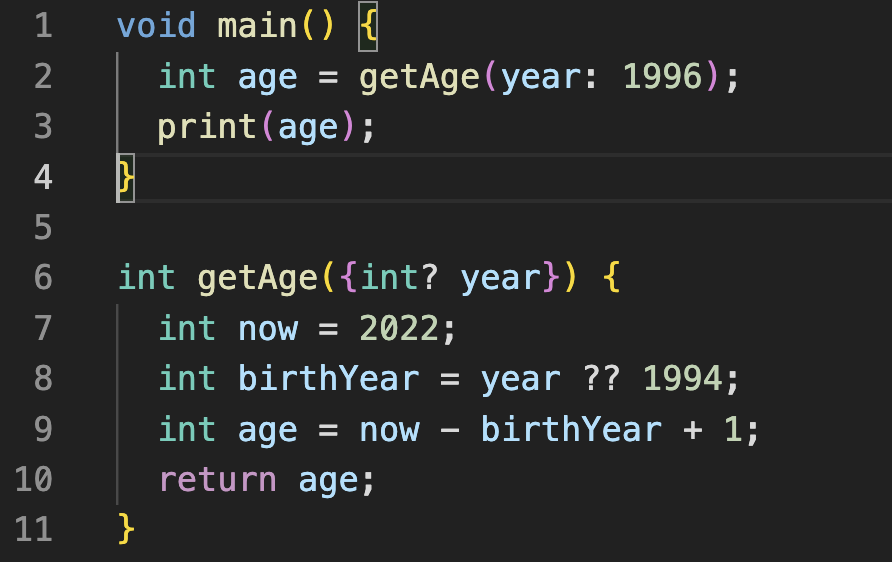 1 void main() {
2   int age = getAge(year: 1996);
3   print(age);
4 }
5
6 int getAge({int? year}) {
7   int now = 2022;
8   int birthYear = year ?? 1994;
9   int age = now - birthYear + 1;
10   return age;
11 }